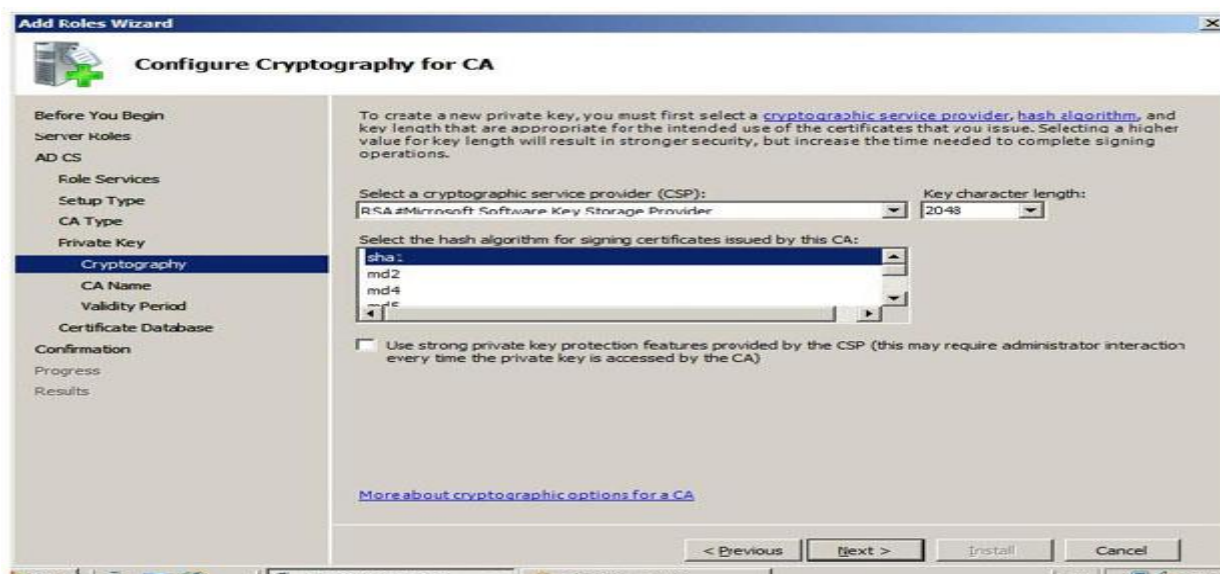 Add Roles Wizard
Configure Cryptography for CA
Before You Begin
Server Roles
AD CS
Role Services
Setup Type
CA Type
Private Key
Cryptography
CA Name
Validity Period
Certificate Database
Confirmation
Progress
Results
To create a new private key, you must first select a cryptographic service provider, hash algorithm, and
key length that are appropriate for the intended use of the certificates that you issue. Selecting a higher
value for key length will result in stronger security, but increase the time needed to complete signing
operations.
Select a cryptographic service provider (CSP):
Key character length:
RSA#Microsoft Software Key Storage Provider
2048
Select the hash algorithm for signing certificates issued by this CA:
sha1
md2
md4
md5
Use strong private key protection features provided by the CSP (this may require administrator interaction
every time the private key is accessed by the CA)
More about cryptographic options for a CA
< Previous
Next >
Install
Cancel